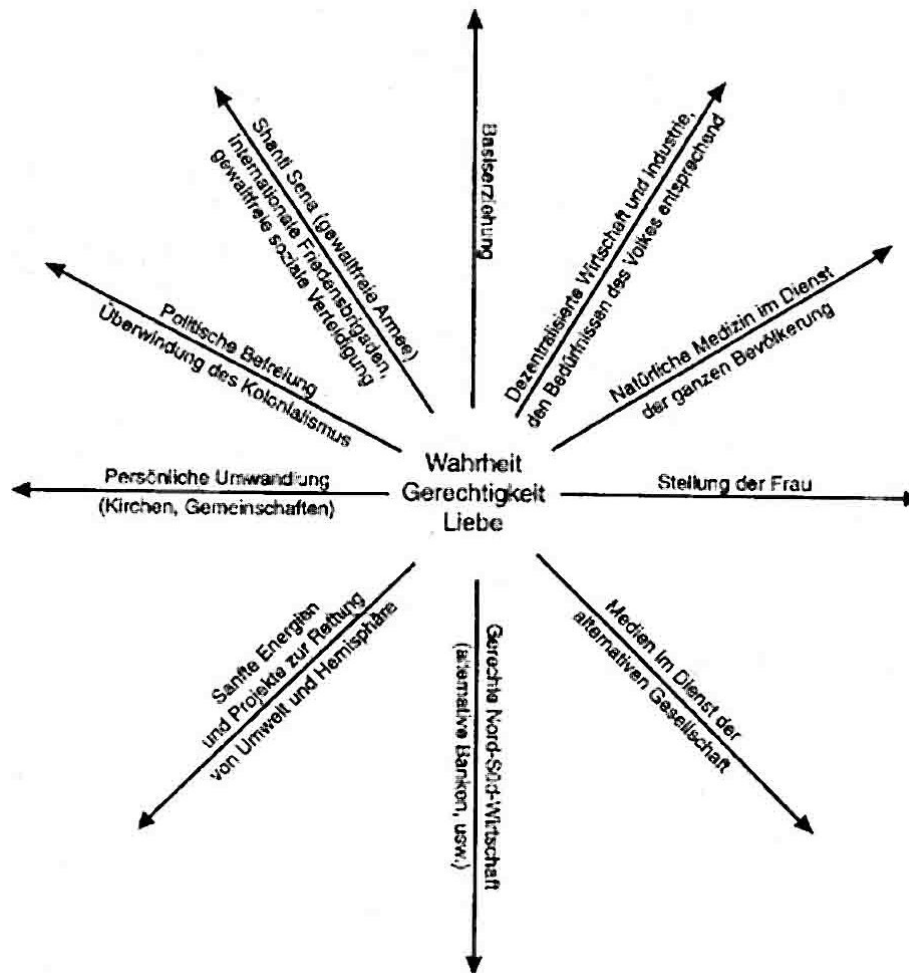 Basiserziehung
Dezentralisierte Wirtschaft und Industrie,
den Bedürfnissen des Volkes entsprechend
Natürliche Medizin im Dienst
der ganzen Bevölkerung
Stellung der Frau
Medien im Dienst der
alternativen Gesellschaft
Gerechte Nord-Süd-Wirtschaft
(alternative Banken, usw.)
Sanfte Energien
und Projekte zur Rettung
von Umwelt und Hemisphäre
Persönliche Umwandlung
(Kirchen, Gemeinschaften)
Politische Befreiung
Überwindung des Kolonialismus
Shanti Sena (gewaltfreie Armee)
Internationale Friedensbrigaden,
gewaltfreie soziale Verteidigung
Wahrheit
Gerechtigkeit
Liebe